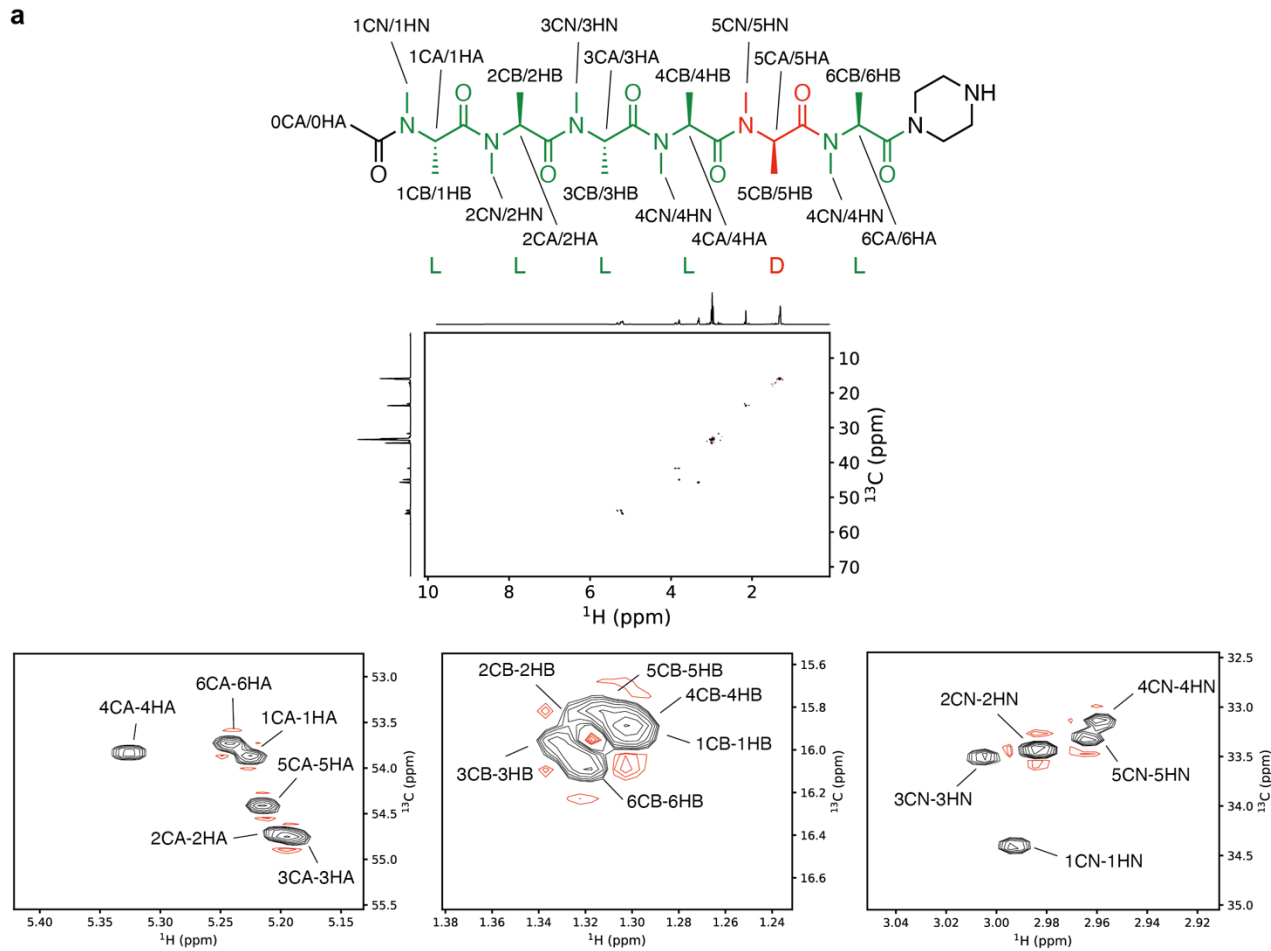 a
1CN/1HN
3CN/3HN
5CN/5HN
1CA/1HA
2CB/2HB
3CA/3HA
4CB/4HB
5CA/5HA
6CB/6HB
0CA/0HA
N
O
N
O
N
O
N
NH
N
O
N
O
N
O
N
O
1CB/1HB
2CN/2HN
3CB/3HB
4CN/4HN
5CB/5HB
4CN/4HN
2CA/2HA
4CA/4HA
6CA/6HA
L L L L D L
10
20
30
40
50
60
70
13C (ppm)
10 8 6 4 2
1H (ppm)
4CA-4HA
6CA-6HA
1CA-1HA
5CA-5HA
2CA-2HA
3CA-3HA
53.0
53.5
54.0
54.5
55.0
55.5
13C (ppm)
5.40 5.35 5.30 5.25 5.20 5.15
1H (ppm)
2CB-2HB
5CB-5HB
4CB-4HB
1CB-1HB
3CB-3HB
6CB-6HB
15.6
15.8
16.0
16.2
16.4
16.6
13C (ppm)
1.38 1.36 1.34 1.32 1.30 1.28 1.26 1.24
1H (ppm)
2CN-2HN
4CN-4HN
3CN-3HN
5CN-5HN
1CN-1HN
32.5
33.0
33.5
34.0
34.5
35.0
13C (ppm)
3.04 3.02 3.00 2.98 2.96 2.94 2.92
1H (ppm)